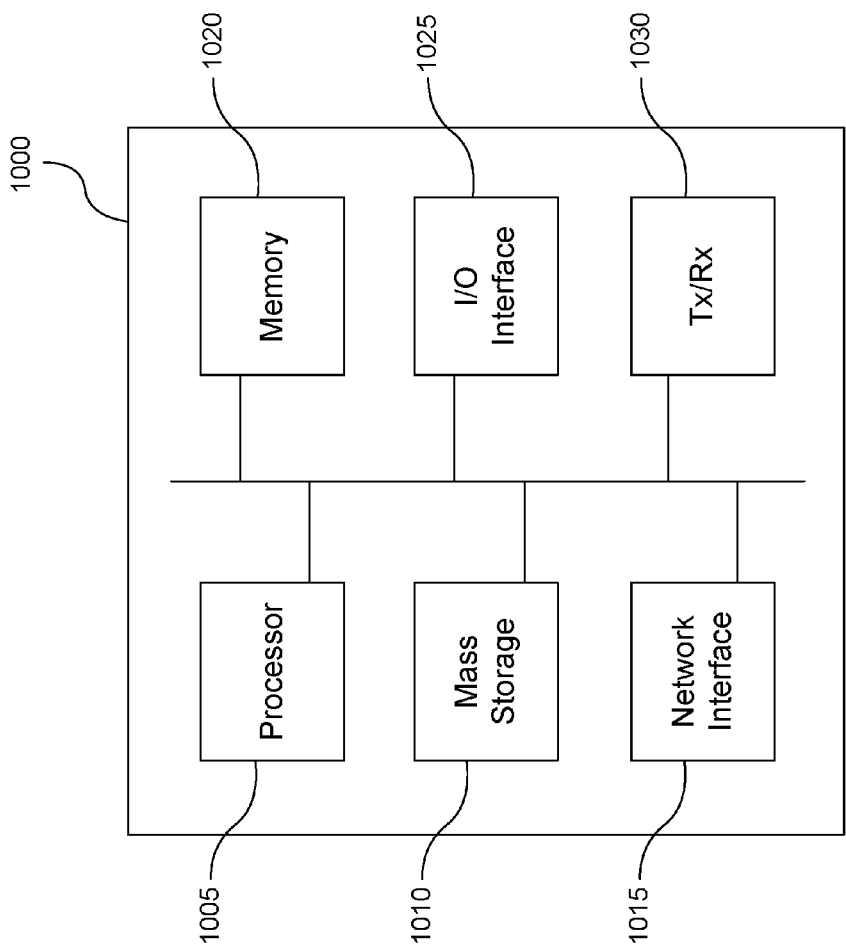 1000
1020
Memory
1025
I/O
Interface
1030
Tx/Rx
Processor
1005
Mass
Storage
1010
Network
Interface
1015